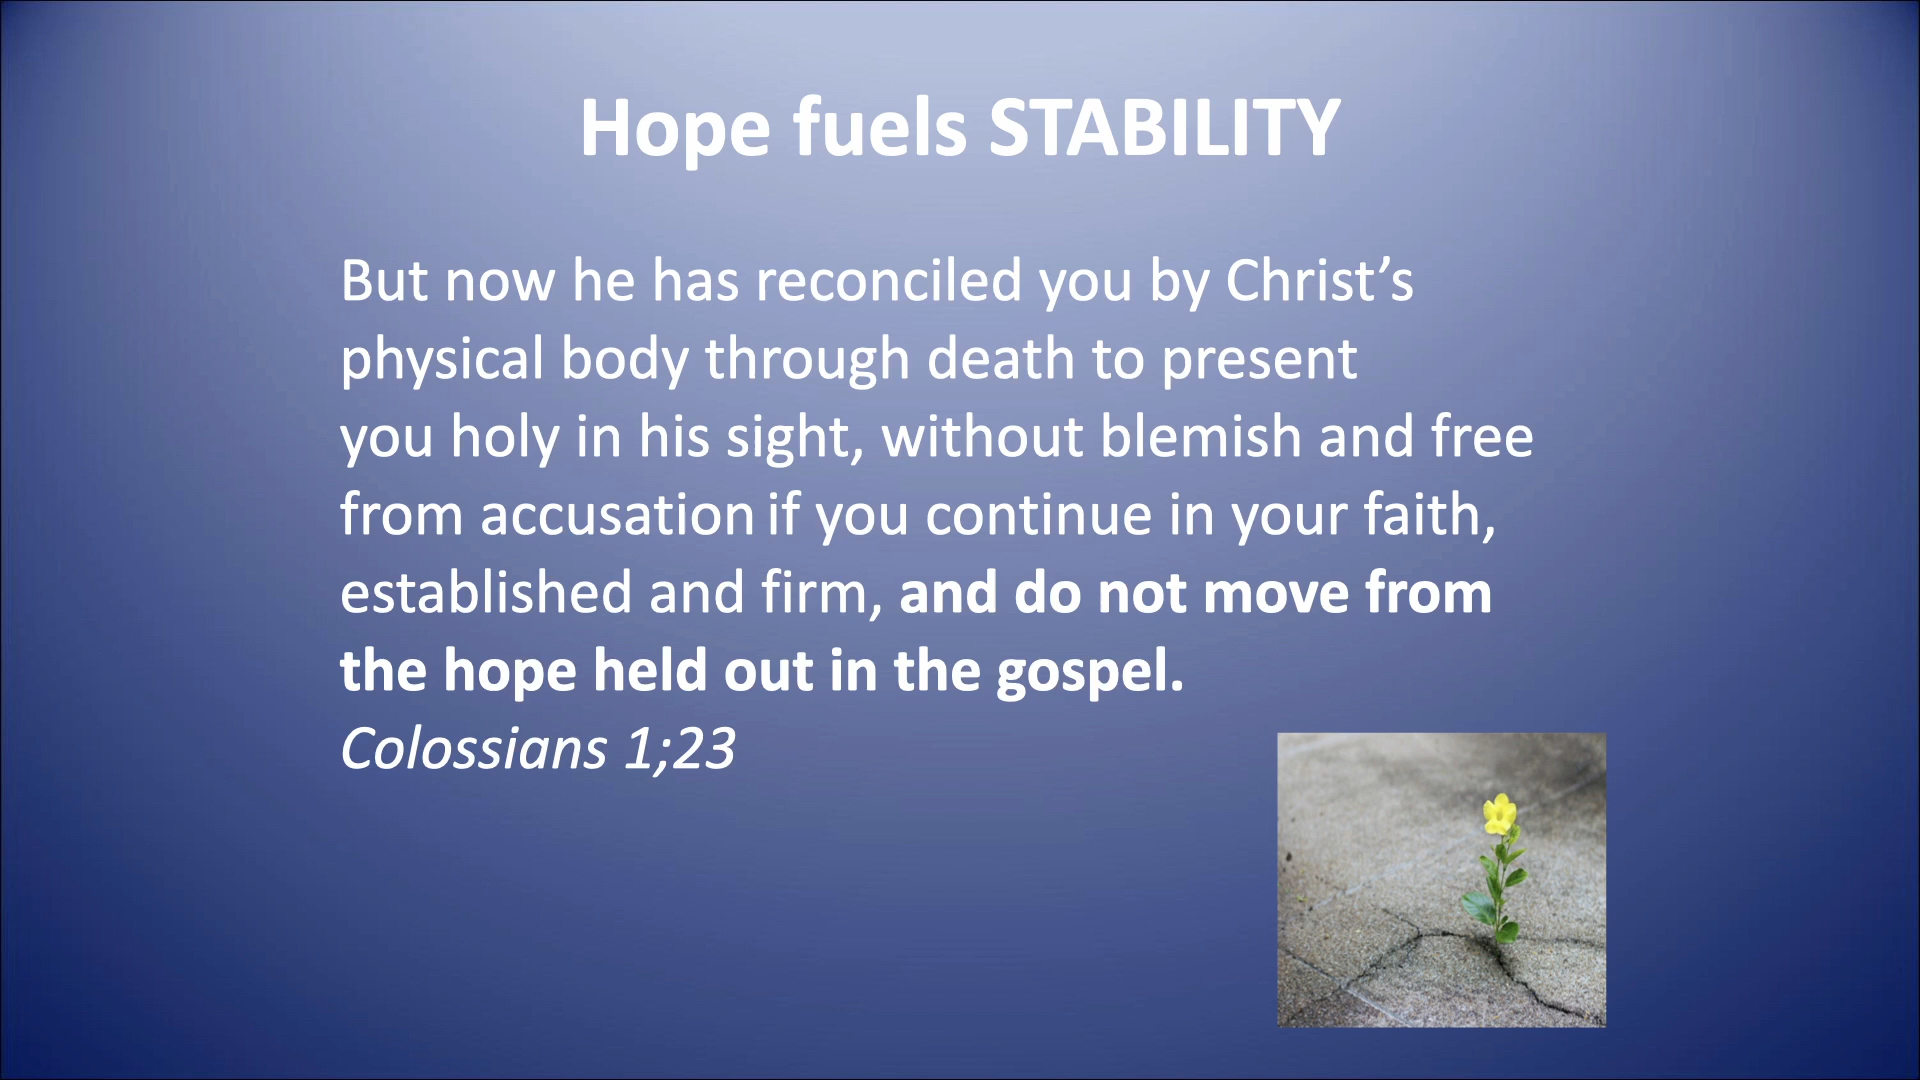 Hope fuels STABILITY
But now he has reconciled you by Christ’s
physical body through death to present
you holy in his sight, without blemish and free
from accusation if you continue in your faith,
established and firm, and do not move from
the hope held out in the gospel.
Colossians 1;23